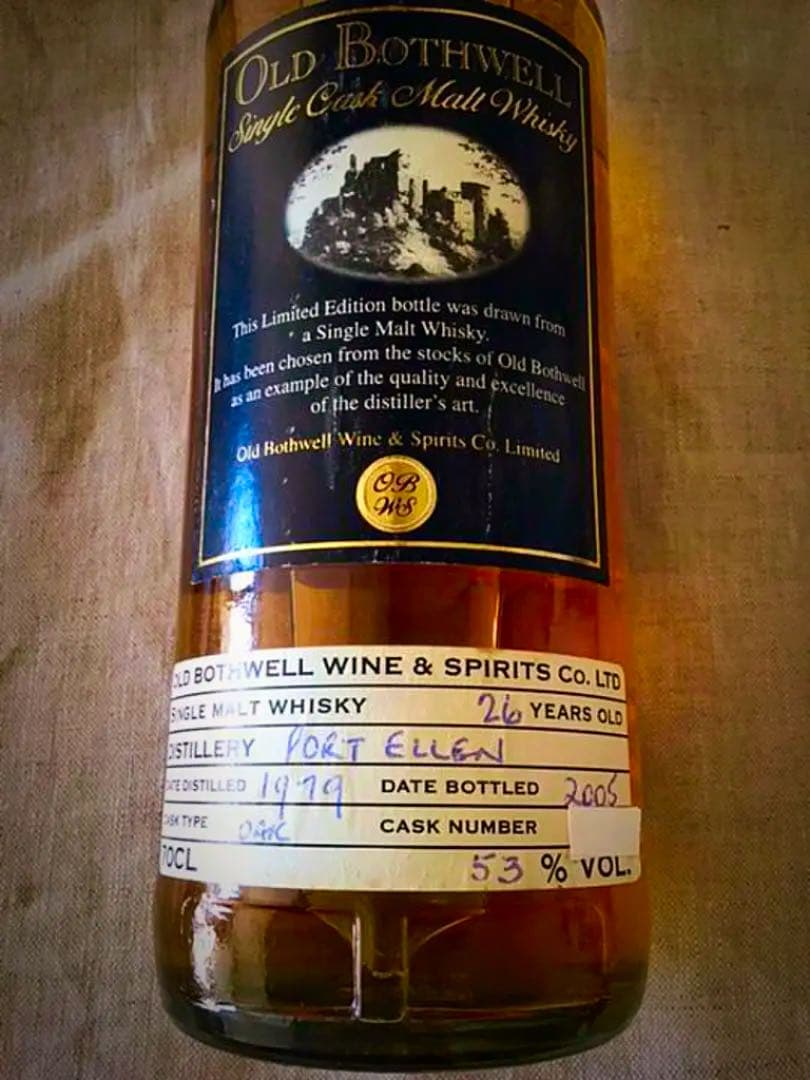 OLD BOTHWELL
Single Cask Malt Whisky
This Limited Edition bottle was drawn from
a Single Malt Whisky.
It has been chosen from the stocks of Old Bothwell
as an example of the quality and excellence
of the distiller's art.
Old Bothwell Wine & Spirits Co. Limited
OB
WS
OLD BOTHWELL WINE & SPIRITS Co. LTD
SINGLE MALT WHISKY 26 YEARS OLD
DISTILLERY PORT ELLEN
DATE DISTILLED 1979 DATE BOTTLED 2005
CASK TYPE OAK CASK NUMBER
70CL 53 % VOL.